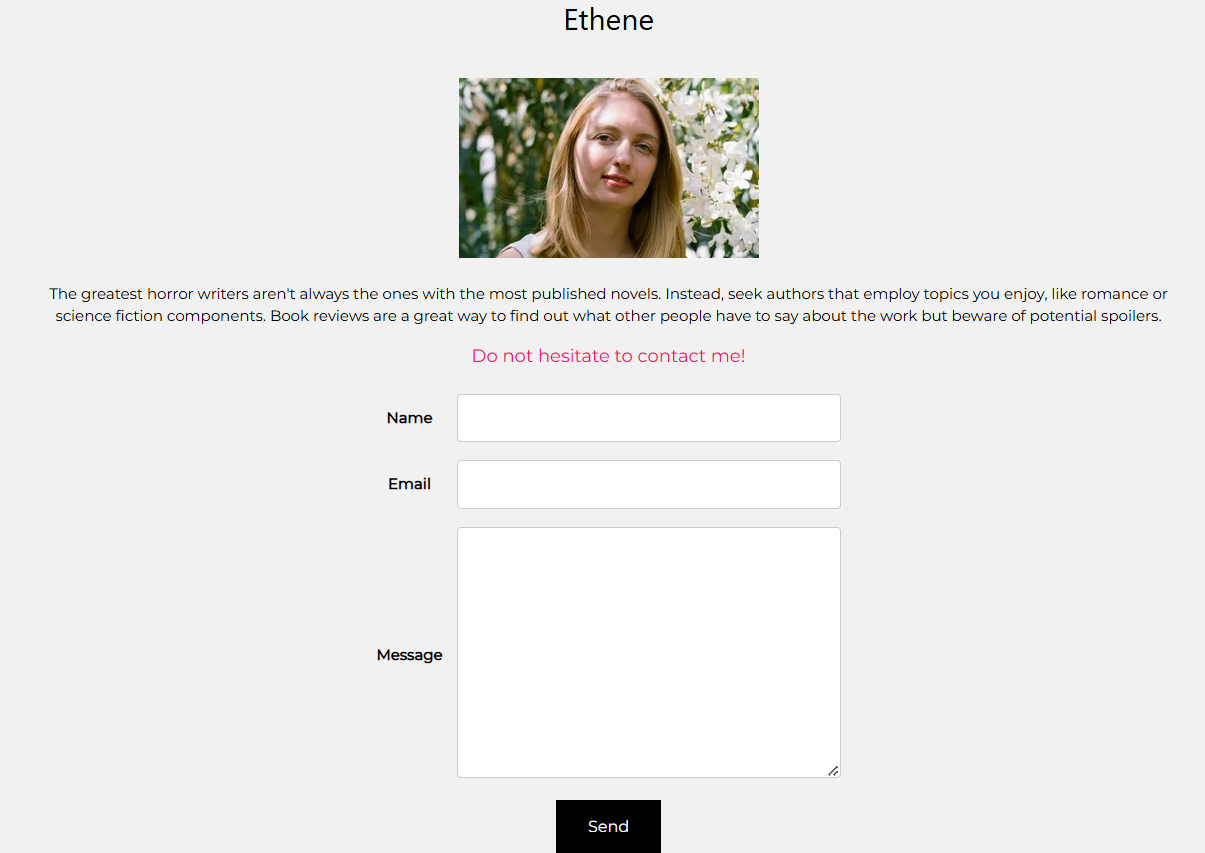 Ethene
The greatest horror writers aren't always the ones with the most published novels. Instead, seek authors that employ topics you enjoy, like romance or
science fiction components. Book reviews are a great way to find out what other people have to say about the work but beware of potential spoilers.
Do not hesitate to contact me!
Name
Email
Message
Send